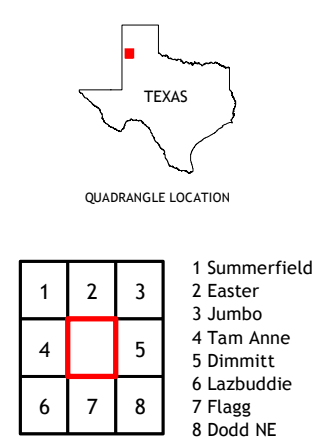 TEXAS
QUADRANGLE LOCATION
1 2 3
4 5
6 7 8
1 Summerfield
2 Easter
3 Jumbo
4 Tam Anne
5 Dimmitt
6 Lazbuddie
7 Flagg
8 Dodd NE